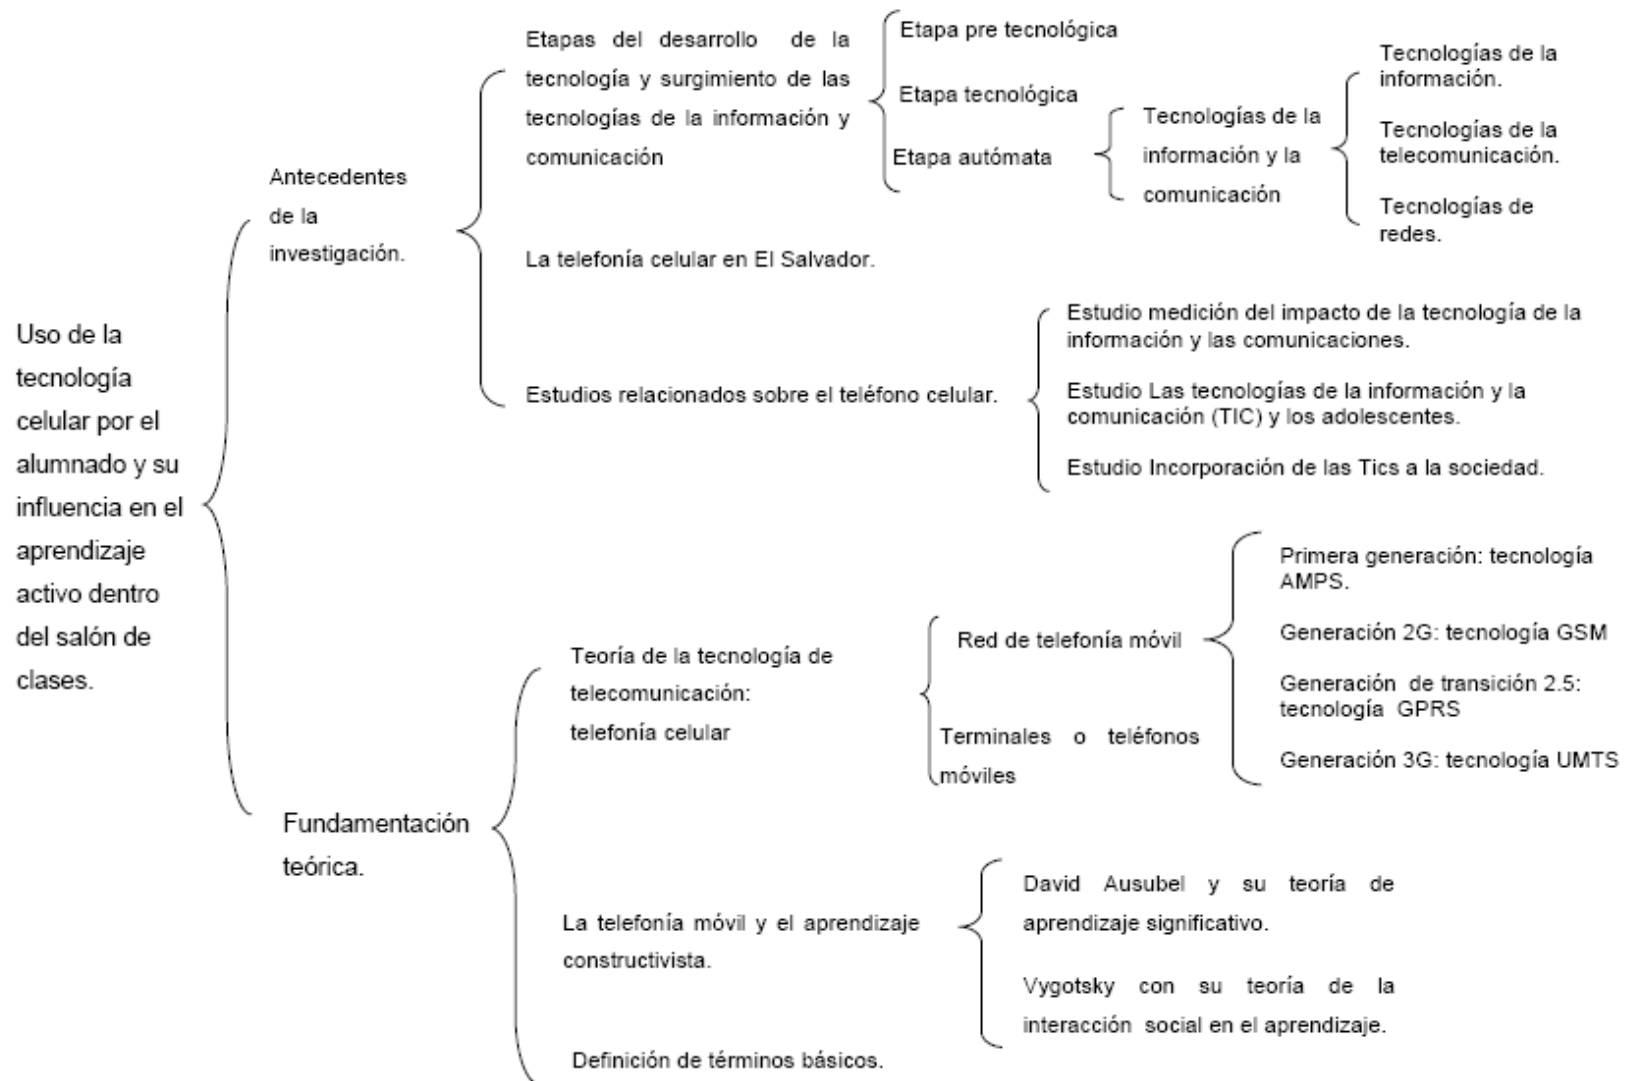 Uso de la
tecnología
celular por el
alumnado y su
influencia en el
aprendizaje
activo dentro
del salón de
clases.
Antecedentes
de la
investigación.
Etapas del desarrollo de la
tecnología y surgimiento de las
tecnologías de la información y
comunicación
Etapa pre tecnológica
Etapa tecnológica
Etapa autómata
Tecnologías de la
información y la
comunicación
Tecnologías de la
información.
Tecnologías de la
telecomunicación.
Tecnologías de
redes.
La telefonía celular en El Salvador.
Estudios relacionados sobre el teléfono celular.
Estudio medición del impacto de la tecnología de la
información y las comunicaciones.
Estudio Las tecnologías de la información y la
comunicación (TIC) y los adolescentes.
Estudio Incorporación de las Tics a la sociedad.
Fundamentación
teórica.
Teoría de la tecnología de
telecomunicación:
telefonía celular
Red de telefonía móvil
Primera generación: tecnología
AMPS.
Generación 2G: tecnología GSM
Generación de transición 2.5:
tecnología GPRS
Generación 3G: tecnología UMTS
Terminales o teléfonos
móviles
La telefonía móvil y el aprendizaje
constructivista.
David Ausubel y su teoría de
aprendizaje significativo.
Vygotsky con su teoría de la
interacción social en el aprendizaje.
Definición de términos básicos.